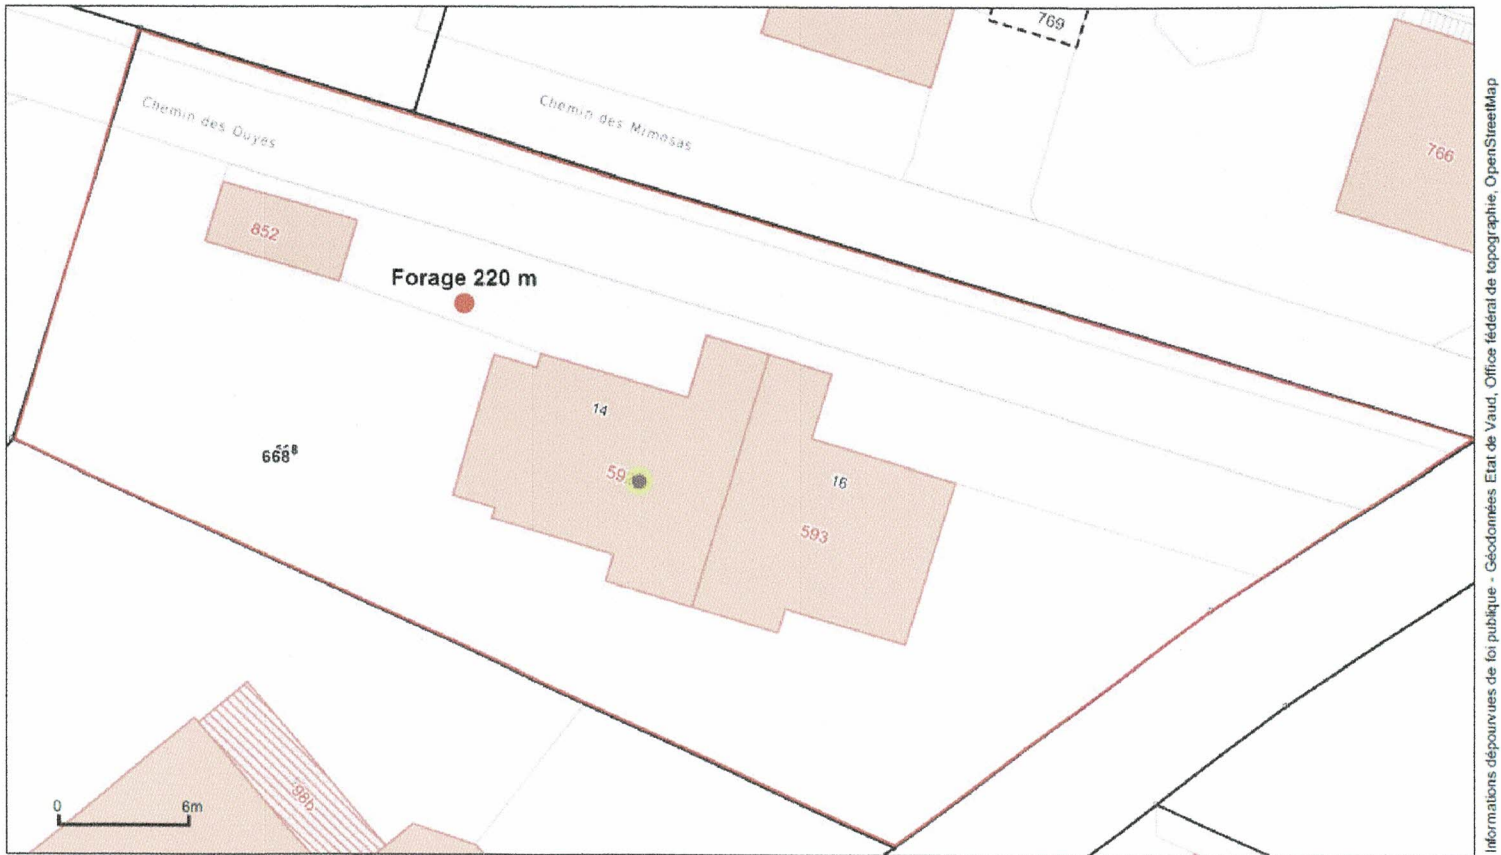 769
Chemin des Ouyes
Chemin des Mimosas
766
852
Forage 220 m
14
668
59
16
593
0 6m
Informations dépourvues de foi publique - Géodonnées Etat de Vaud, Office fédéral de topographie, OpenStreetMap